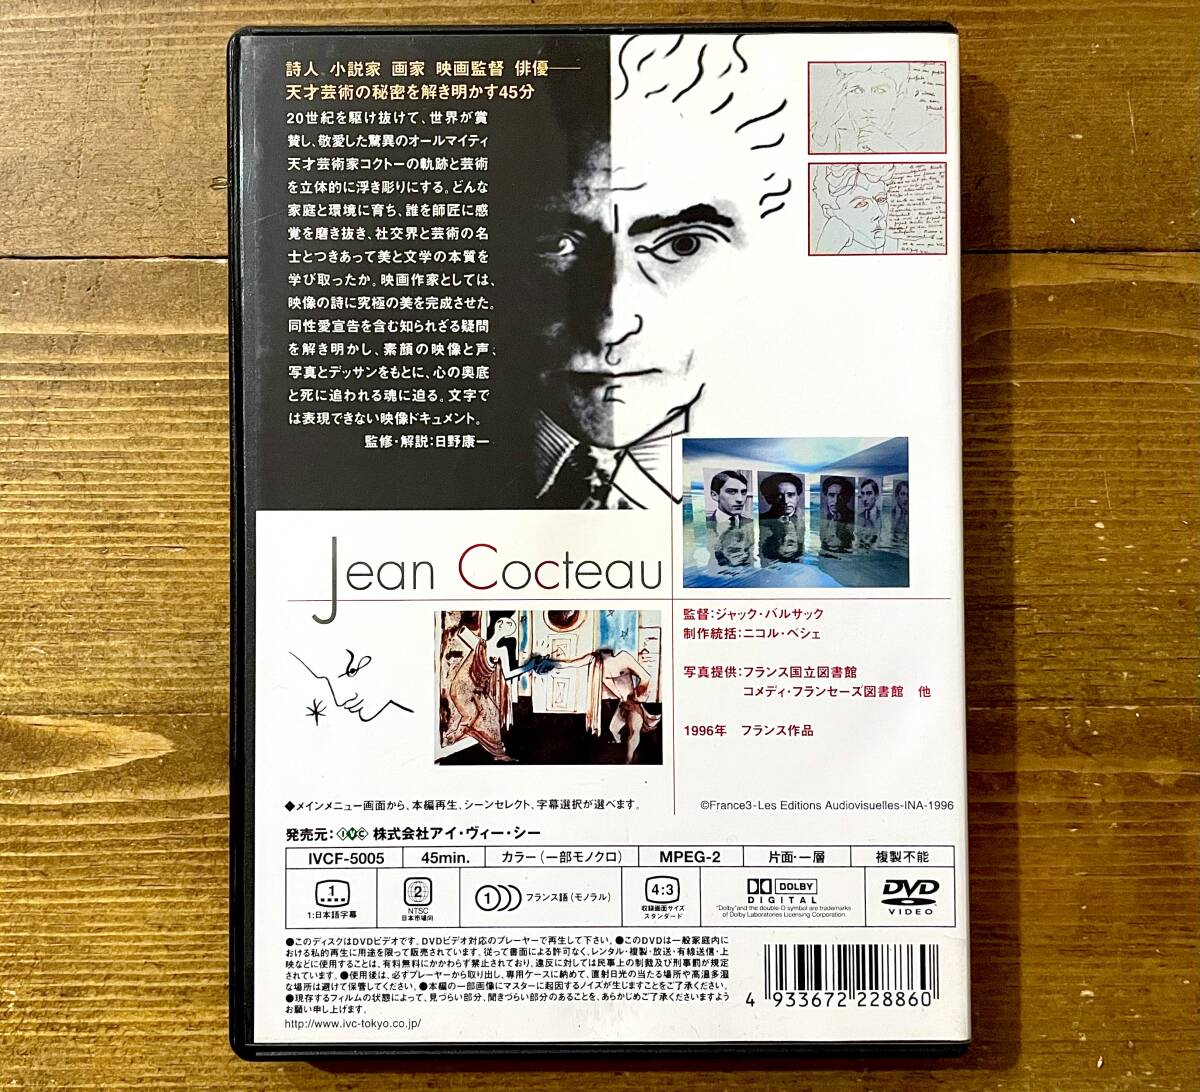 詩人 小説家 画家 映画監督 俳優——
天才芸術の秘密を解き明かす45分
20世紀を駆け抜けて、世界が賞
賛し、敬愛した驚異のオールマイティ
天才芸術家コクトーの軌跡と芸術
を立体的に浮き彫りにする。どんな
家庭と環境に育ち、誰を師匠に感
覚を磨き抜き、社交界と芸術の名
士とつきあって美と文学の本質を
学び取ったか。映画作家としては、
映像の詩に究極の美を完成させた。
同性愛宣告を含む知られざる疑問
を解き明かし、素顔の映像と声、
写真とデッサンをもとに、心の奥底
と死に追われる魂に迫る。文字で
は表現できない映像ドキュメント。
監修・解説：日野康一
Jean Cocteau
監督：ジャック・バルサック
制作統括：ニコル・ベシェ
写真提供：フランス国立図書館
コメディ・フランセーズ図書館 他
1996年 フランス作品
◆メインメニュー画面から、本編再生、シーンセレクト、字幕選択が選べます。
©France3-Les Editions Audiovisuelles-INA-1996
発売元： IVC 株式会社アイ・ヴィー・シー
IVCF-5005 45min. カラー（一部モノクロ） MPEG-2 片面・一層 複製不能
1 1:日本語字幕
2 NTSC 日本市場向
1 フランス語（モノラル）
4:3 収録画面サイズ スタンダード
DOLBY DIGITAL
"Dolby"and the double-D symbol are trademarks
of Dolby Laboratories Licensing Corporation.
DVD VIDEO
●このディスクはDVDビデオです。DVDビデオ対応のプレーヤーで再生して下さい。●このDVDは一般家庭内に
おける私的再生に用途を限って販売されています。従って書面による許可なく、レンタル・複製・放送・有線送信・上
映などに使用することは、有料無料にかかわらず禁止されており、違反に対しては民事上の制裁及び刑事罰が規定
されています。●使用後は、必ずプレーヤーから取り出し、専用ケースに納めて、直射日光の当たる場所や高温多湿
な場所は避けて保管してください。●本編の一部画像にマスターに起因するノイズが生じますことをご了承ください。
●現存するフィルムの状態によって、見づらい部分、聞きづらい部分のあることを、あらかじめご了承くださいますよう
お願い申し上げます。
http://www.ivc-tokyo.co.jp/
4 933672 228860